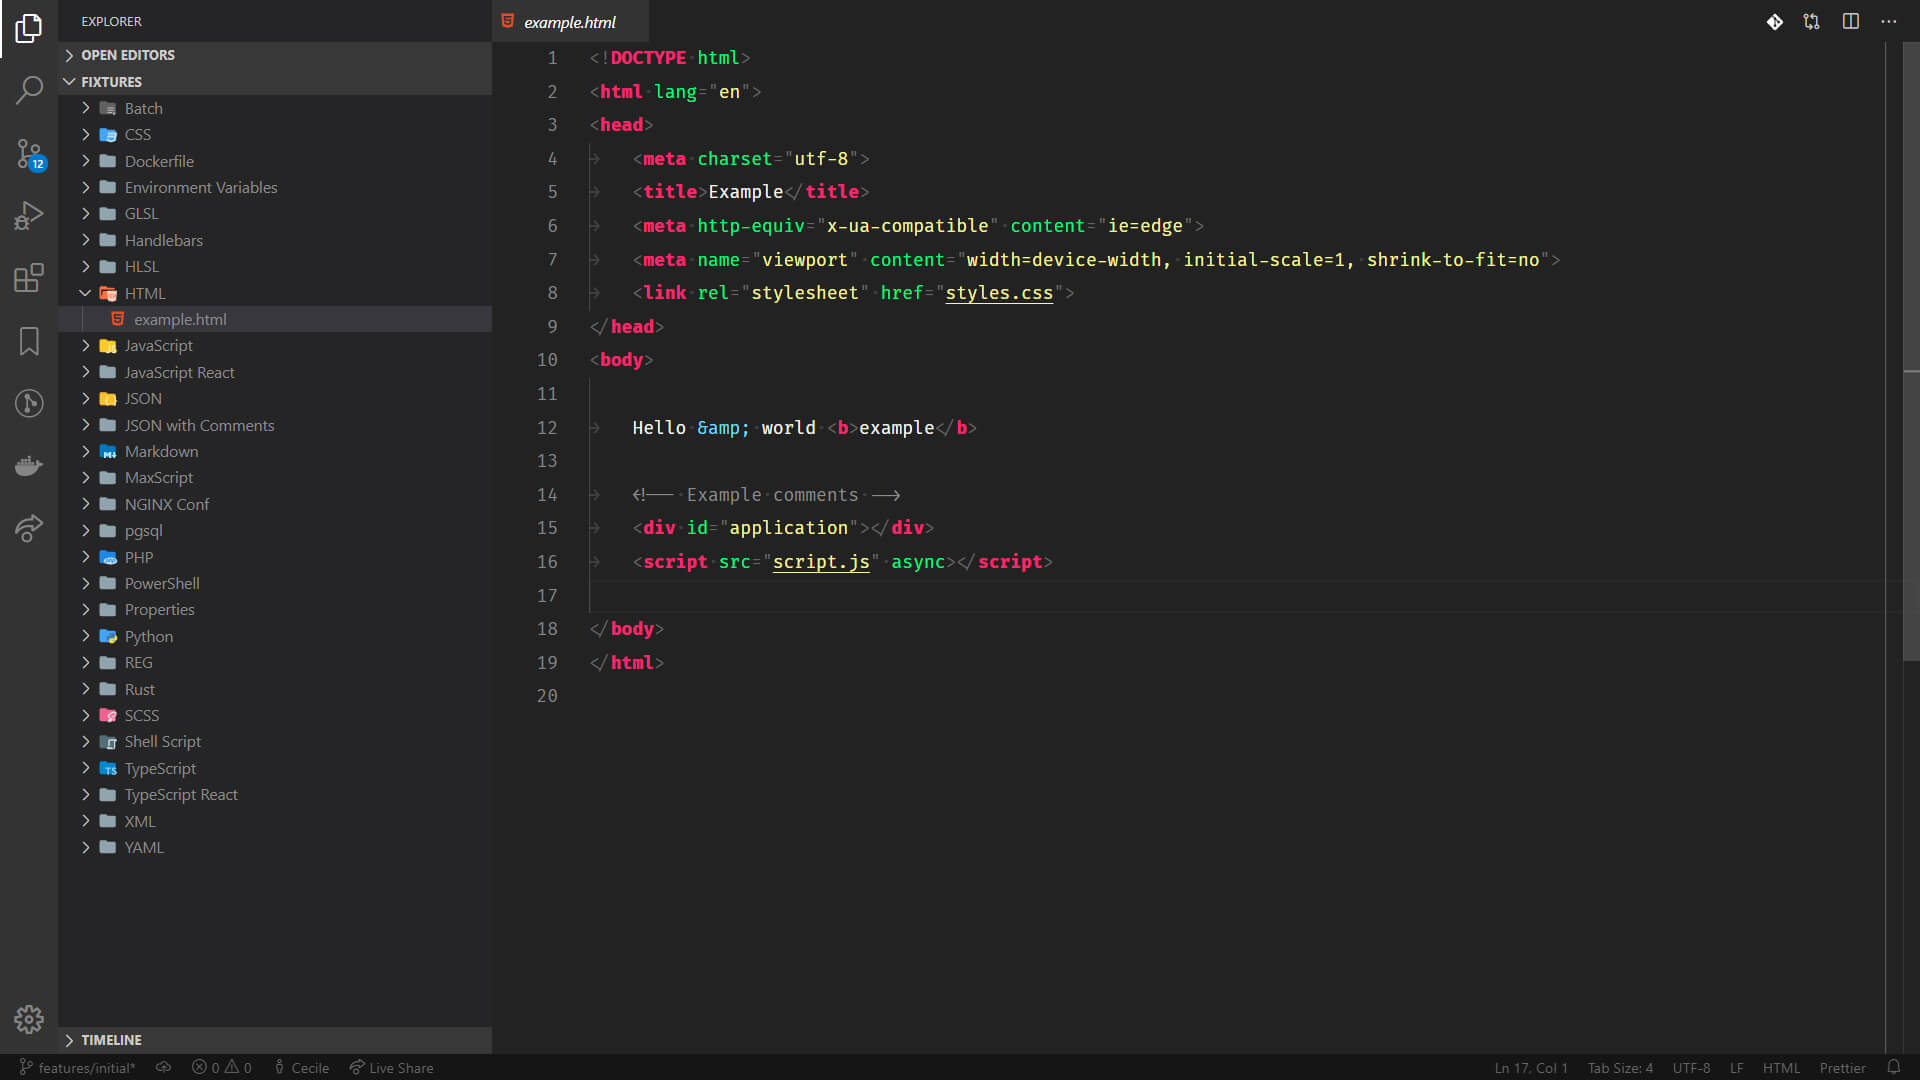 EXPLORER
OPEN EDITORS
FIXTURES
Batch
CSS
Dockerfile
Environment Variables
GLSL
Handlebars
HLSL
HTML
example.html
JavaScript
JavaScript React
JSON
JSON with Comments
Markdown
MaxScript
NGINX Conf
pgsql
PHP
PowerShell
Properties
Python
REG
Rust
SCSS
Shell Script
TypeScript
TypeScript React
XML
YAML
TIMELINE
12
example.html
1 <!DOCTYPE html>
2 <html lang="en">
3 <head>
4 <meta charset="utf-8">
5 <title>Example</title>
6 <meta http-equiv="x-ua-compatible" content="ie=edge">
7 <meta name="viewport" content="width=device-width, initial-scale=1, shrink-to-fit=no">
8 <link rel="stylesheet" href="styles.css">
9 </head>
10 <body>
11
12 Hello &amp; world <b>example</b>
13
14 <!-- Example comments -->
15 <div id="application"></div>
16 <script src="script.js" async></script>
17
18 </body>
19 </html>
20
features/initial* 0 0 Cecile Live Share Ln 17, Col 1 Tab Size: 4 UTF-8 LF HTML Prettier